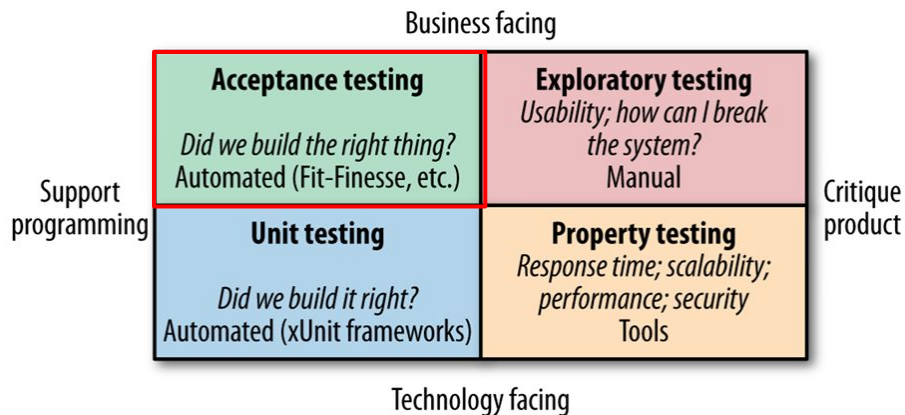 Business facing
Acceptance testing
Did we build the right thing?
Automated (Fit-Finesse, etc.)
Exploratory testing
Usability; how can I break
the system?
Manual
Support
programming
Critique
product
Unit testing
Did we build it right?
Automated (xUnit frameworks)
Property testing
Response time; scalability;
performance; security
Tools
Technology facing